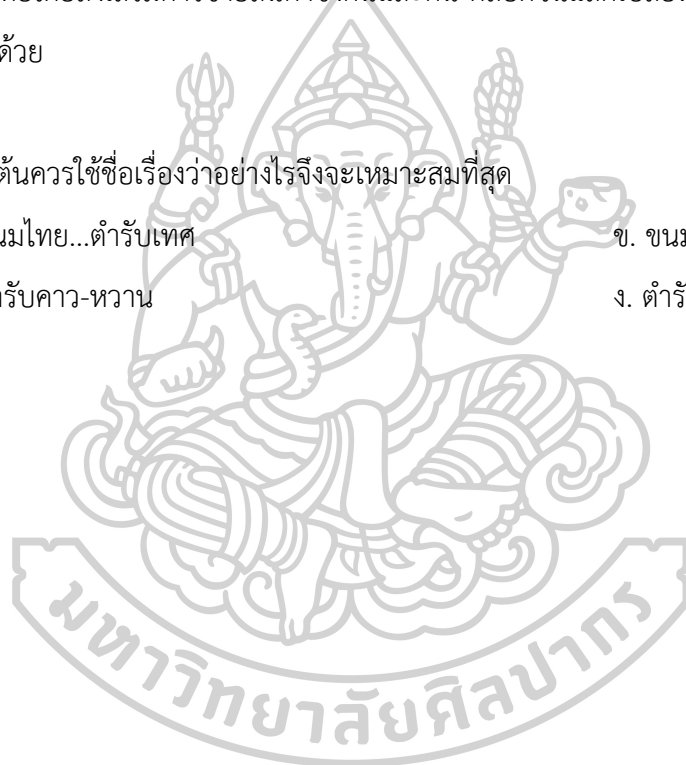 ด้วย
ต้นควรใช้ชื่อเรื่องว่าอย่างไรจึงจะเหมาะสมที่สุด
นมไทย...ตำรับเทศ ข. ขนม
รับคาว-หวาน ง. ตำรั
มหาวิทยาลัยศิลปากร